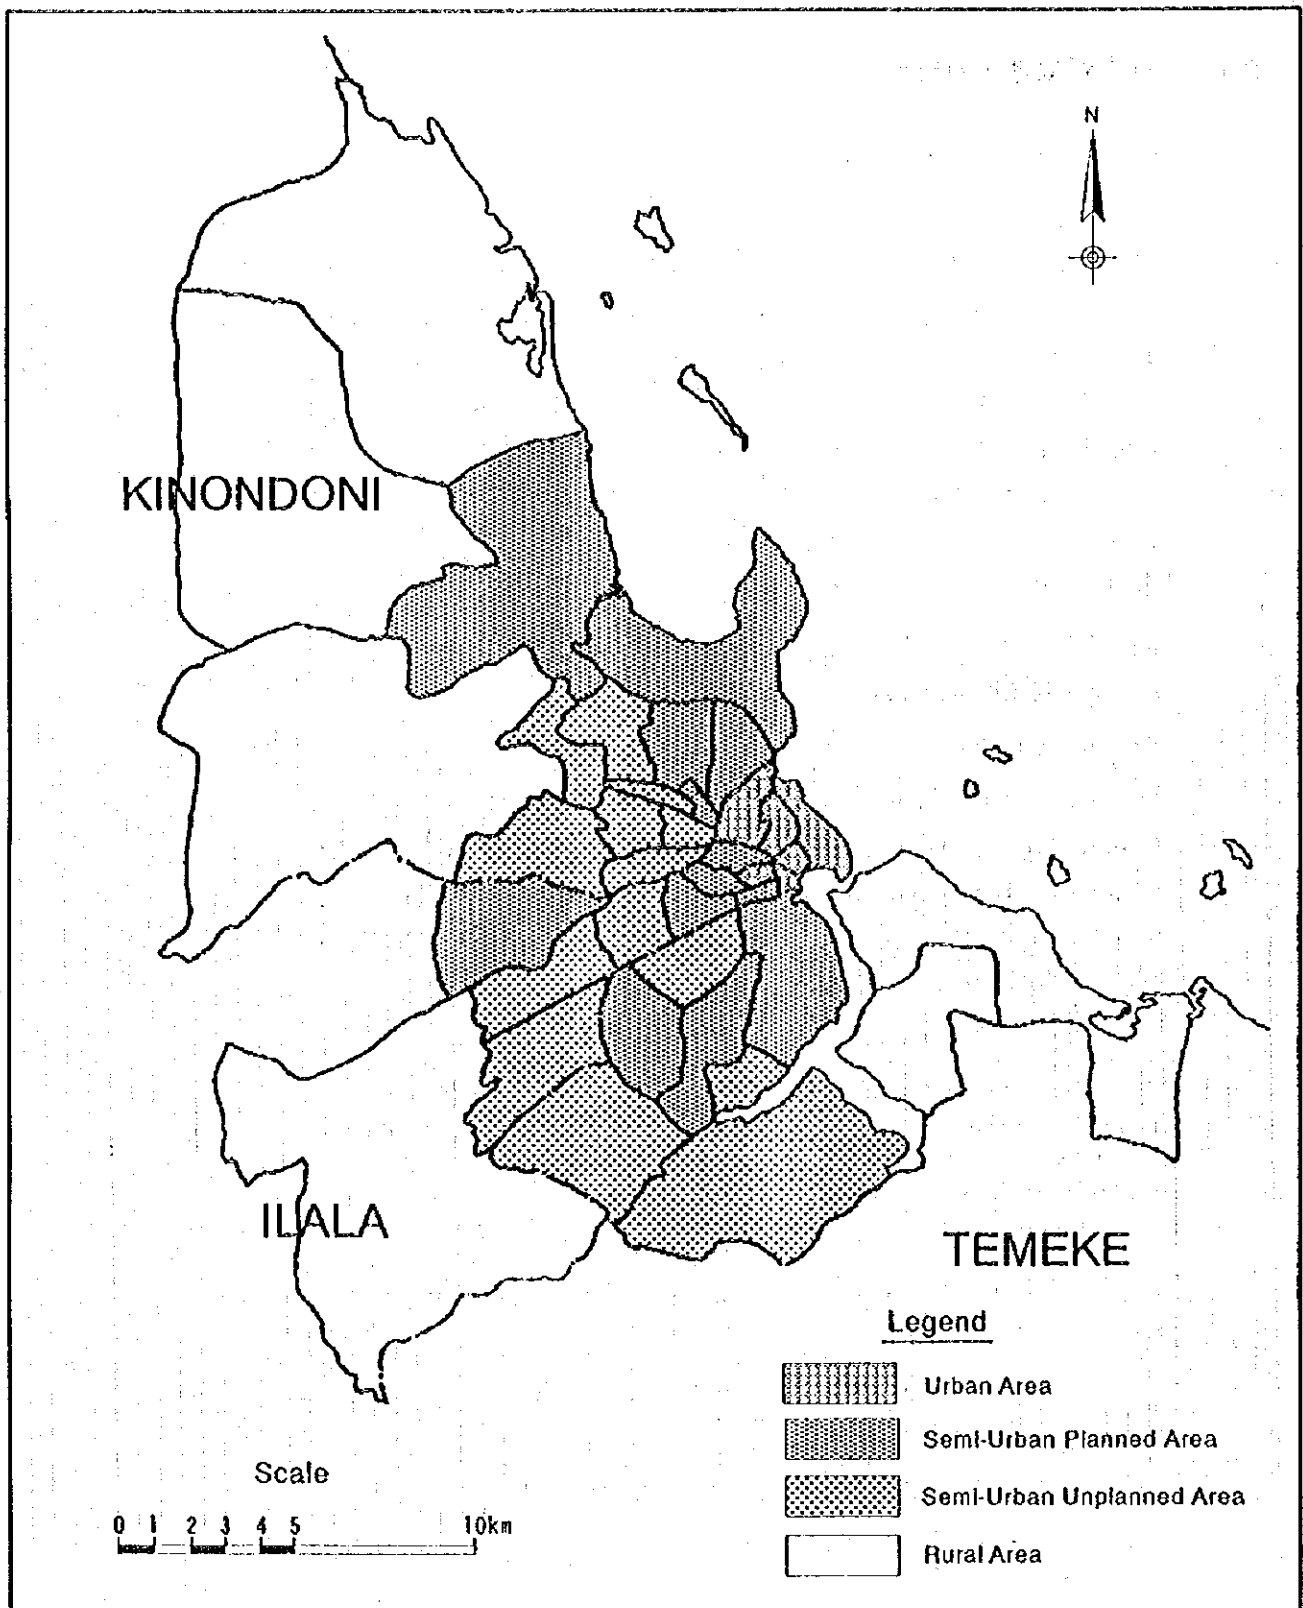 N
KINONDONI
ILALA
TEMEKE
Legend
Urban Area
Semi-Urban Planned Area
Semi-Urban Unplanned Area
Rural Area
Scale
0 1 2 3 4 5 10km